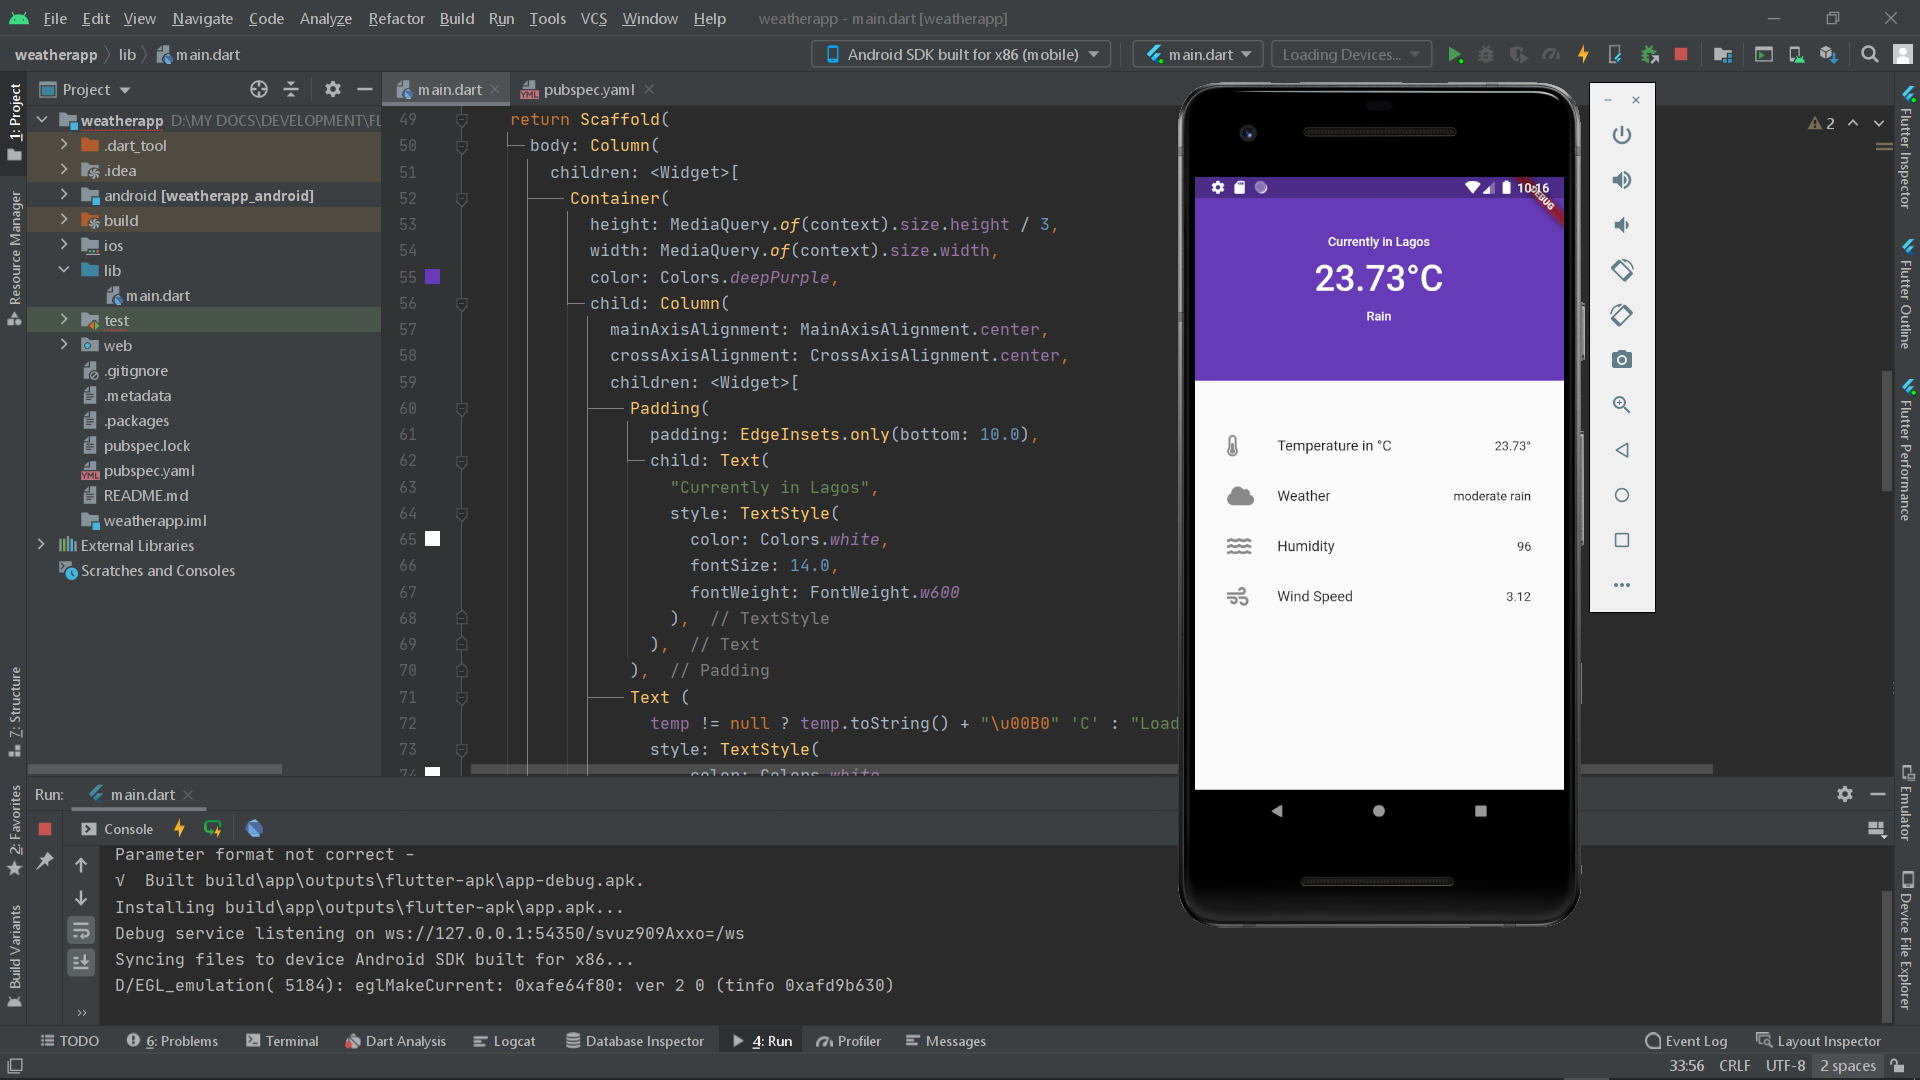 File Edit View Navigate Code Analyze Refactor Build Run Tools VCS Window Help weatherapp - main.dart [weatherapp]
weatherapp lib main.dart Android SDK built for x86 (mobile) main.dart Loading Devices...
1: Project
Resource Manager
7: Structure
2: Favorites
Build Variants
Project
weatherapp D:\MY DOCS\DEVELOPMENT\FL
.dart_tool
.idea
android [weatherapp_android]
build
ios
lib
main.dart
test
web
.gitignore
.metadata
.packages
pubspec.lock
pubspec.yaml
README.md
weatherapp.iml
External Libraries
Scratches and Consoles
main.dart pubspec.yaml
2
49 return Scaffold(
50 body: Column(
51 children: <Widget>[
52 Container(
53 height: MediaQuery.of(context).size.height / 3,
54 width: MediaQuery.of(context).size.width,
55 color: Colors.deepPurple,
56 child: Column(
57 mainAxisAlignment: MainAxisAlignment.center,
58 crossAxisAlignment: CrossAxisAlignment.center,
59 children: <Widget>[
60 Padding(
61 padding: EdgeInsets.only(bottom: 10.0),
62 child: Text(
63 "Currently in Lagos",
64 style: TextStyle(
65 color: Colors.white,
66 fontSize: 14.0,
67 fontWeight: FontWeight.w600
68 ), // TextStyle
69 ), // Text
70 ), // Padding
71 Text (
72 temp != null ? temp.toString() + "\u00B0" 'C' : "Load
73 style: TextStyle(
74 color: Colors.white
10:16
DEBUG
Currently in Lagos
23.73°C
Rain
Temperature in °C 23.73°
Weather moderate rain
Humidity 96
Wind Speed 3.12
Flutter Inspector
Flutter Outline
Flutter Performance
Emulator
Device File Explorer
Run: main.dart
Console
Parameter format not correct -
√ Built build\app\outputs\flutter-apk\app-debug.apk.
Installing build\app\outputs\flutter-apk\app.apk...
Debug service listening on ws://127.0.0.1:54350/svuz909Axxo=/ws
Syncing files to device Android SDK built for x86...
D/EGL_emulation( 5184): eglMakeCurrent: 0xafe64f80: ver 2 0 (tinfo 0xafd9b630)
TODO 6: Problems Terminal Dart Analysis Logcat Database Inspector 4: Run Profiler Messages Event Log Layout Inspector
33:56 CRLF UTF-8 2 spaces